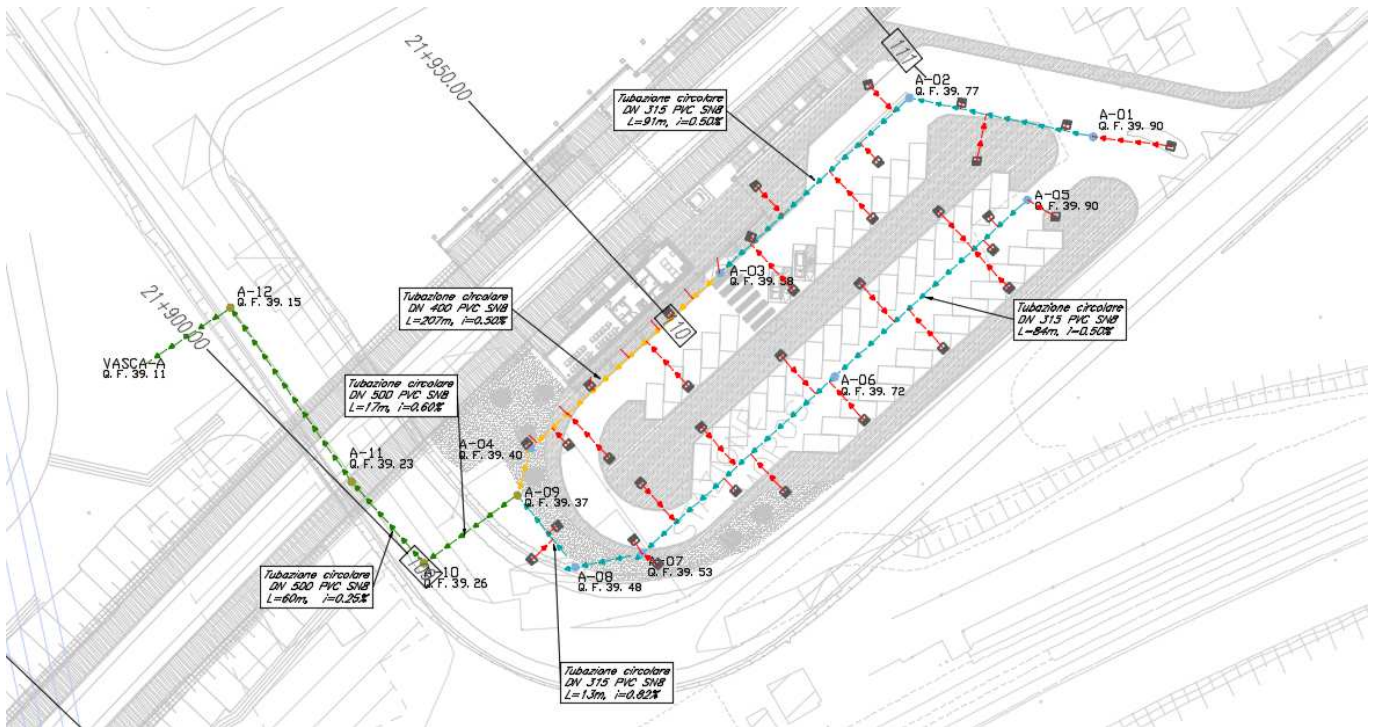 21+950.00
111
A-02
Q. F. 39. 77
Tubazione circolare
DN 315 PVC SN8
L=91m, i=0.50%
A-01
Q. F. 39. 90
A-05
Q. F. 39. 90
A-03
Q. F. 39. 58
A-12
Q. F. 39. 15
21+900.00
Tubazione circolare
DN 400 PVC SN8
L=207m, i=0.50%
110
Tubazione circolare
DN 315 PVC SN8
L=84m, i=0.50%
VASCA-A
Q. F. 39. 11
Tubazione circolare
DN 500 PVC SN8
L=17m, i=0.60%
A-06
Q. F. 39. 72
A-04
Q. F. 39. 40
A-11
Q. F. 39. 23
A-09
Q. F. 39. 37
A-10
Q. F. 39. 26
A-07
Q. F. 39. 53
A-08
Q. F. 39. 48
Tubazione circolare
DN 500 PVC SN8
L=60m, i=0.25%
Tubazione circolare
DN 315 PVC SN8
L=13m, i=0.82%